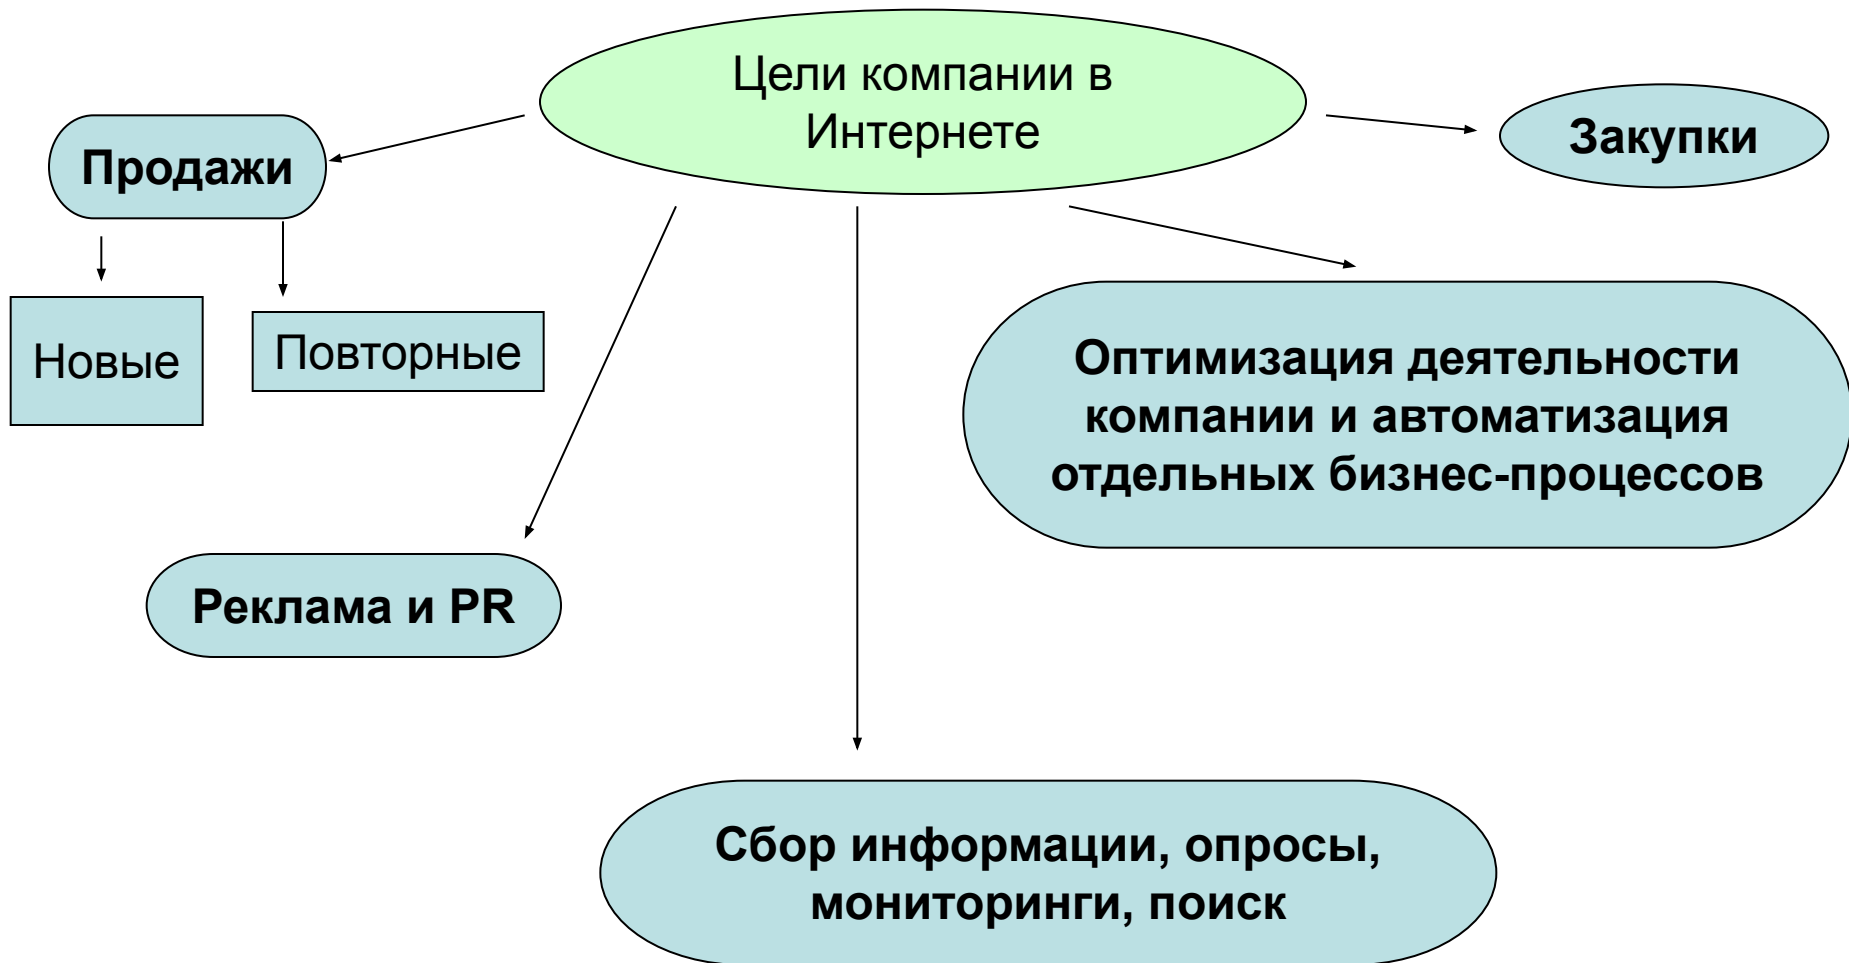 Цели компании в
Интернете
Продажи
Закупки
Новые
Повторные
Оптимизация деятельности
компании и автоматизация
отдельных бизнес-процессов
Реклама и PR
Сбор информации, опросы,
мониторинги, поиск